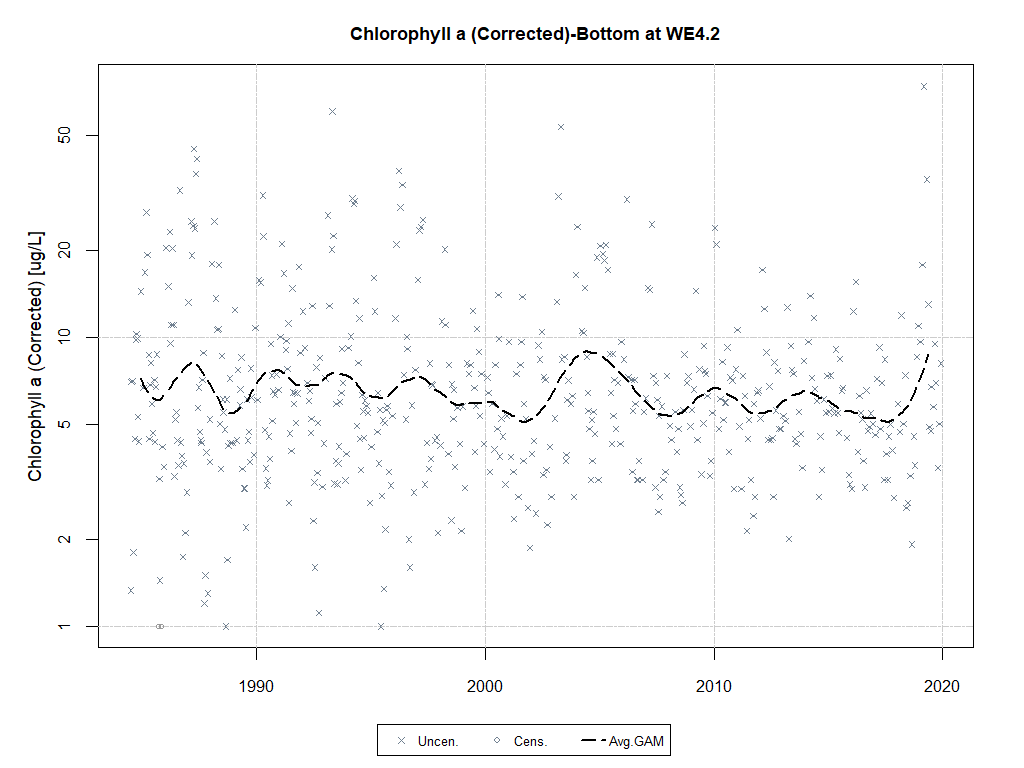 Chlorophyll a (Corrected)-Bottom at WE4.2
Chlorophyll a (Corrected) [ug/L]
50
20
10
5
2
1
1990 2000 2010 2020
Uncen. Cens. Avg.GAM